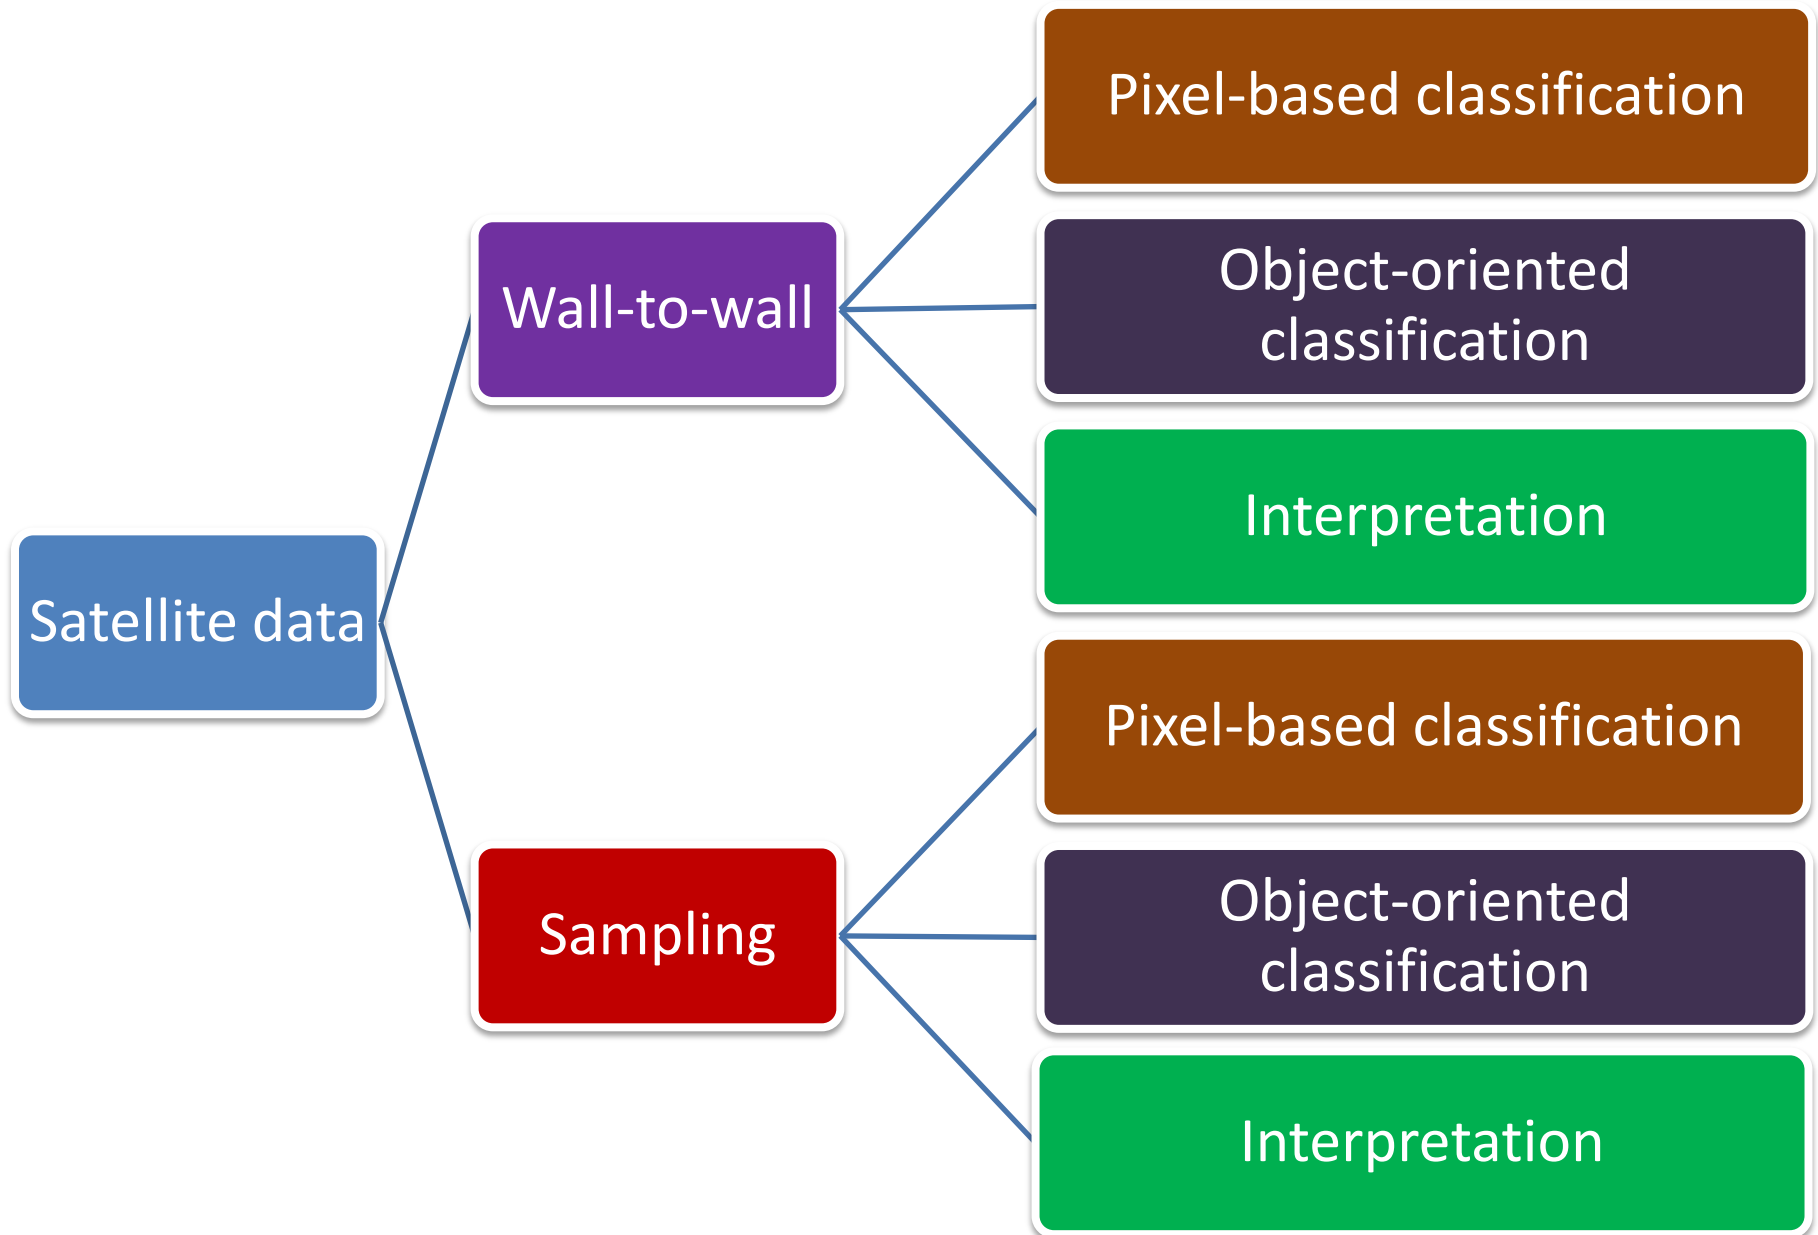 Pixel-based classification
Object-oriented
classification
Wall-to-wall
Interpretation
Satellite data
Pixel-based classification
Object-oriented
classification
Sampling
Interpretation